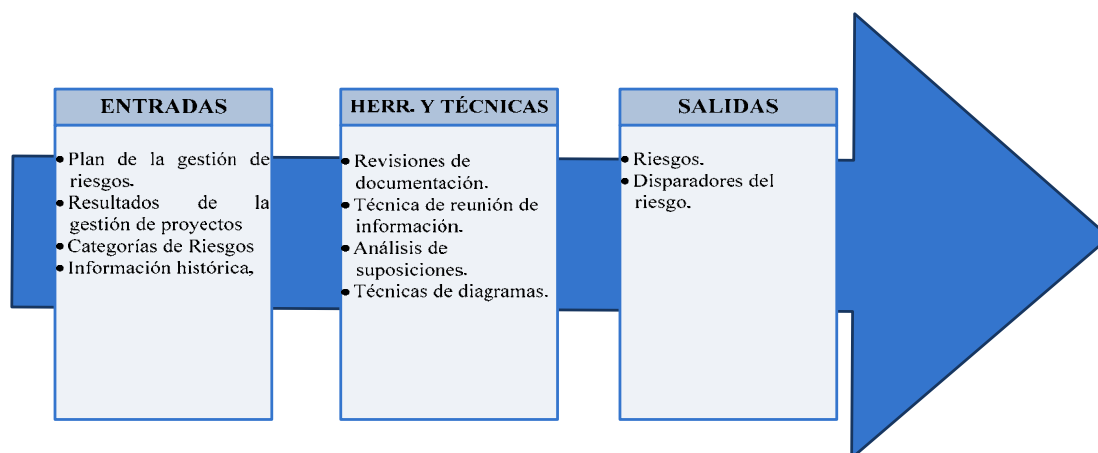 ENTRADAS
• Plan de la gestión de
riesgos.
• Resultados de la
gestión de proyectos
• Categorías de Riesgos
• Información histórica,
HERR. Y TÉCNICAS
• Revisiones de
documentación.
• Técnica de reunión de
información.
• Análisis de
suposiciones.
• Técnicas de diagramas.
SALIDAS
• Riesgos.
• Disparadores del
riesgo.